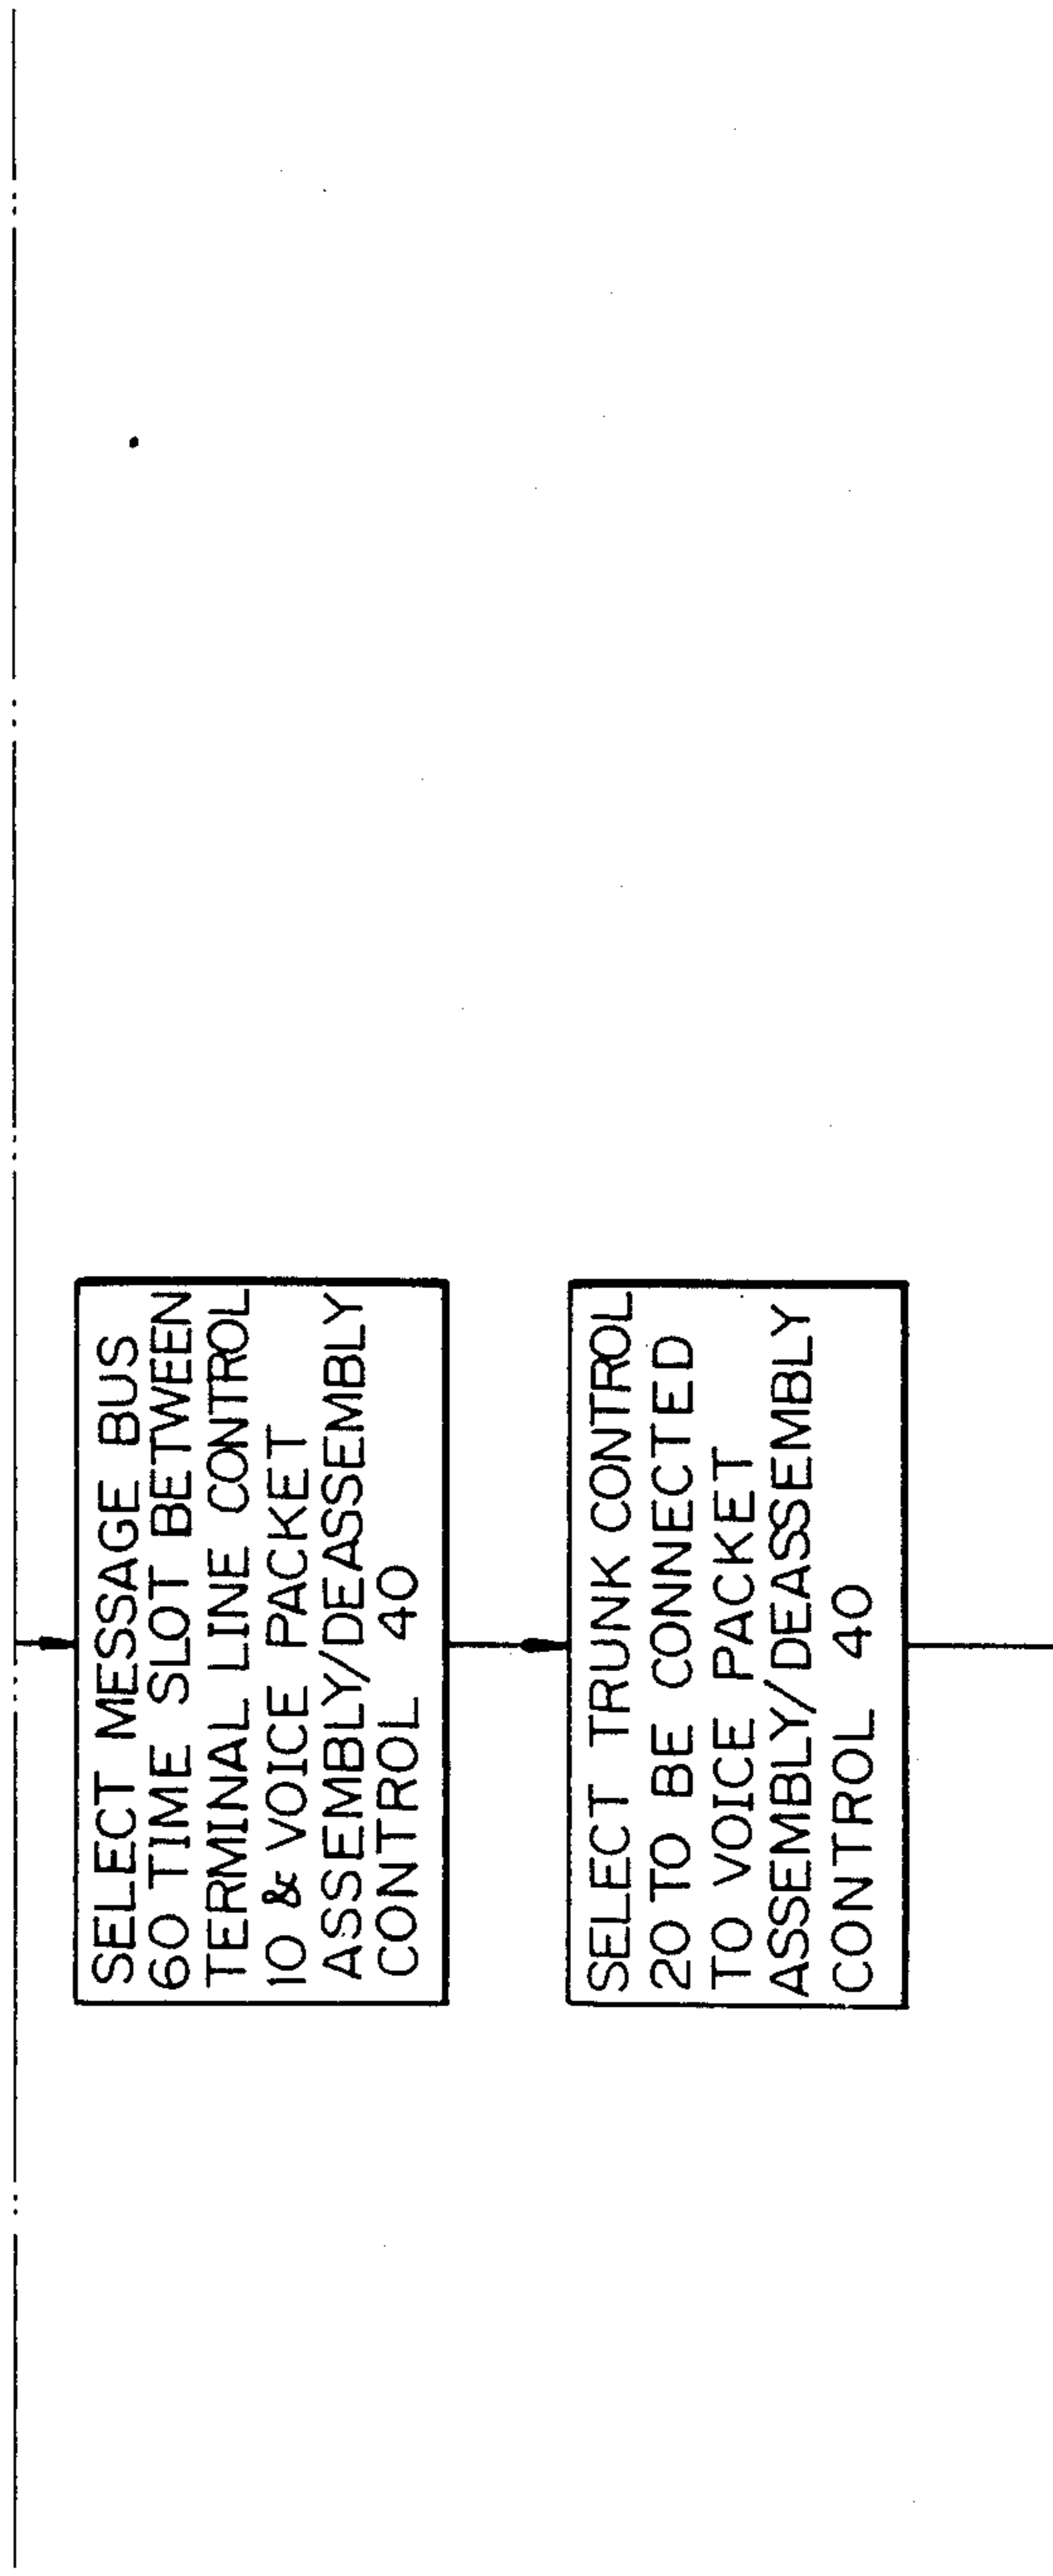 SELECT MESSAGE BUS
60 TIME SLOT BETWEEN
TERMINAL LINE CONTROL
10 & VOICE PACKET
ASSEMBLY/DEASSEMBLY
CONTROL 40
SELECT TRUNK CONTROL
20 TO BE CONNECTED
TO VOICE PACKET
ASSEMBLY/DEASSEMBLY
CONTROL 40